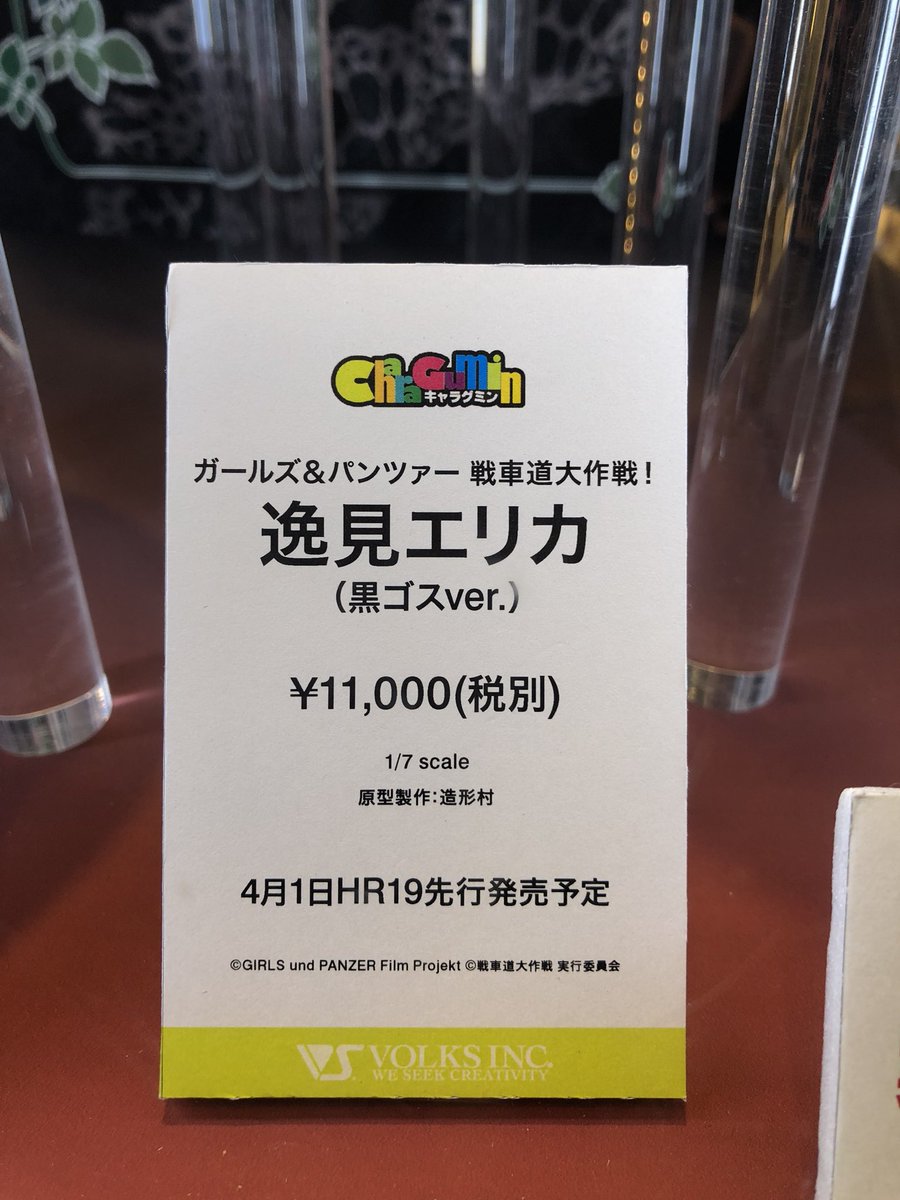 CharaGumin
キャラグミン
ガールズ&パンツァー 戦車道大作戦!
逸見エリカ
(黒ゴスver.)
¥11,000(税別)
1/7 scale
原型製作:造形村
4月1日HR19先行発売予定
©GIRLS und PANZER Film Projekt ©戦車道大作戦 実行委員会
VS VOLKS INC.
WE SEEK CREATIVITY